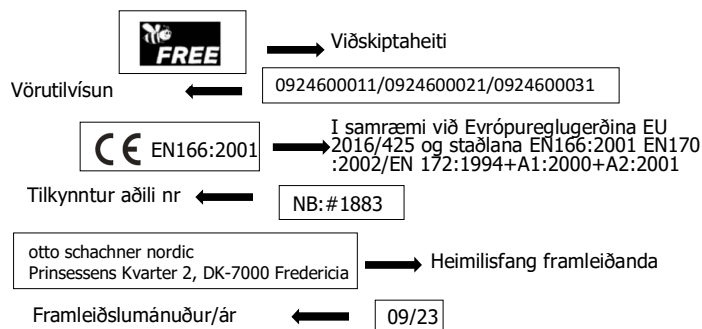 FREE
Viðskiptaheiti
0924600011/0924600021/0924600031
Vörutilvísun
CE EN166:2001
I samræmi við Evrópureglugerðina EU
2016/425 og staðlana EN166:2001 EN170
:2002/EN 172:1994+A1:2000+A2:2001
Tilkynntur aðili nr
NB:#1883
otto schachner nordic
Prinsessens Kvarter 2, DK-7000 Fredericia
Heimilisfang framleiðanda
Framleiðslumánuður/ár
09/23